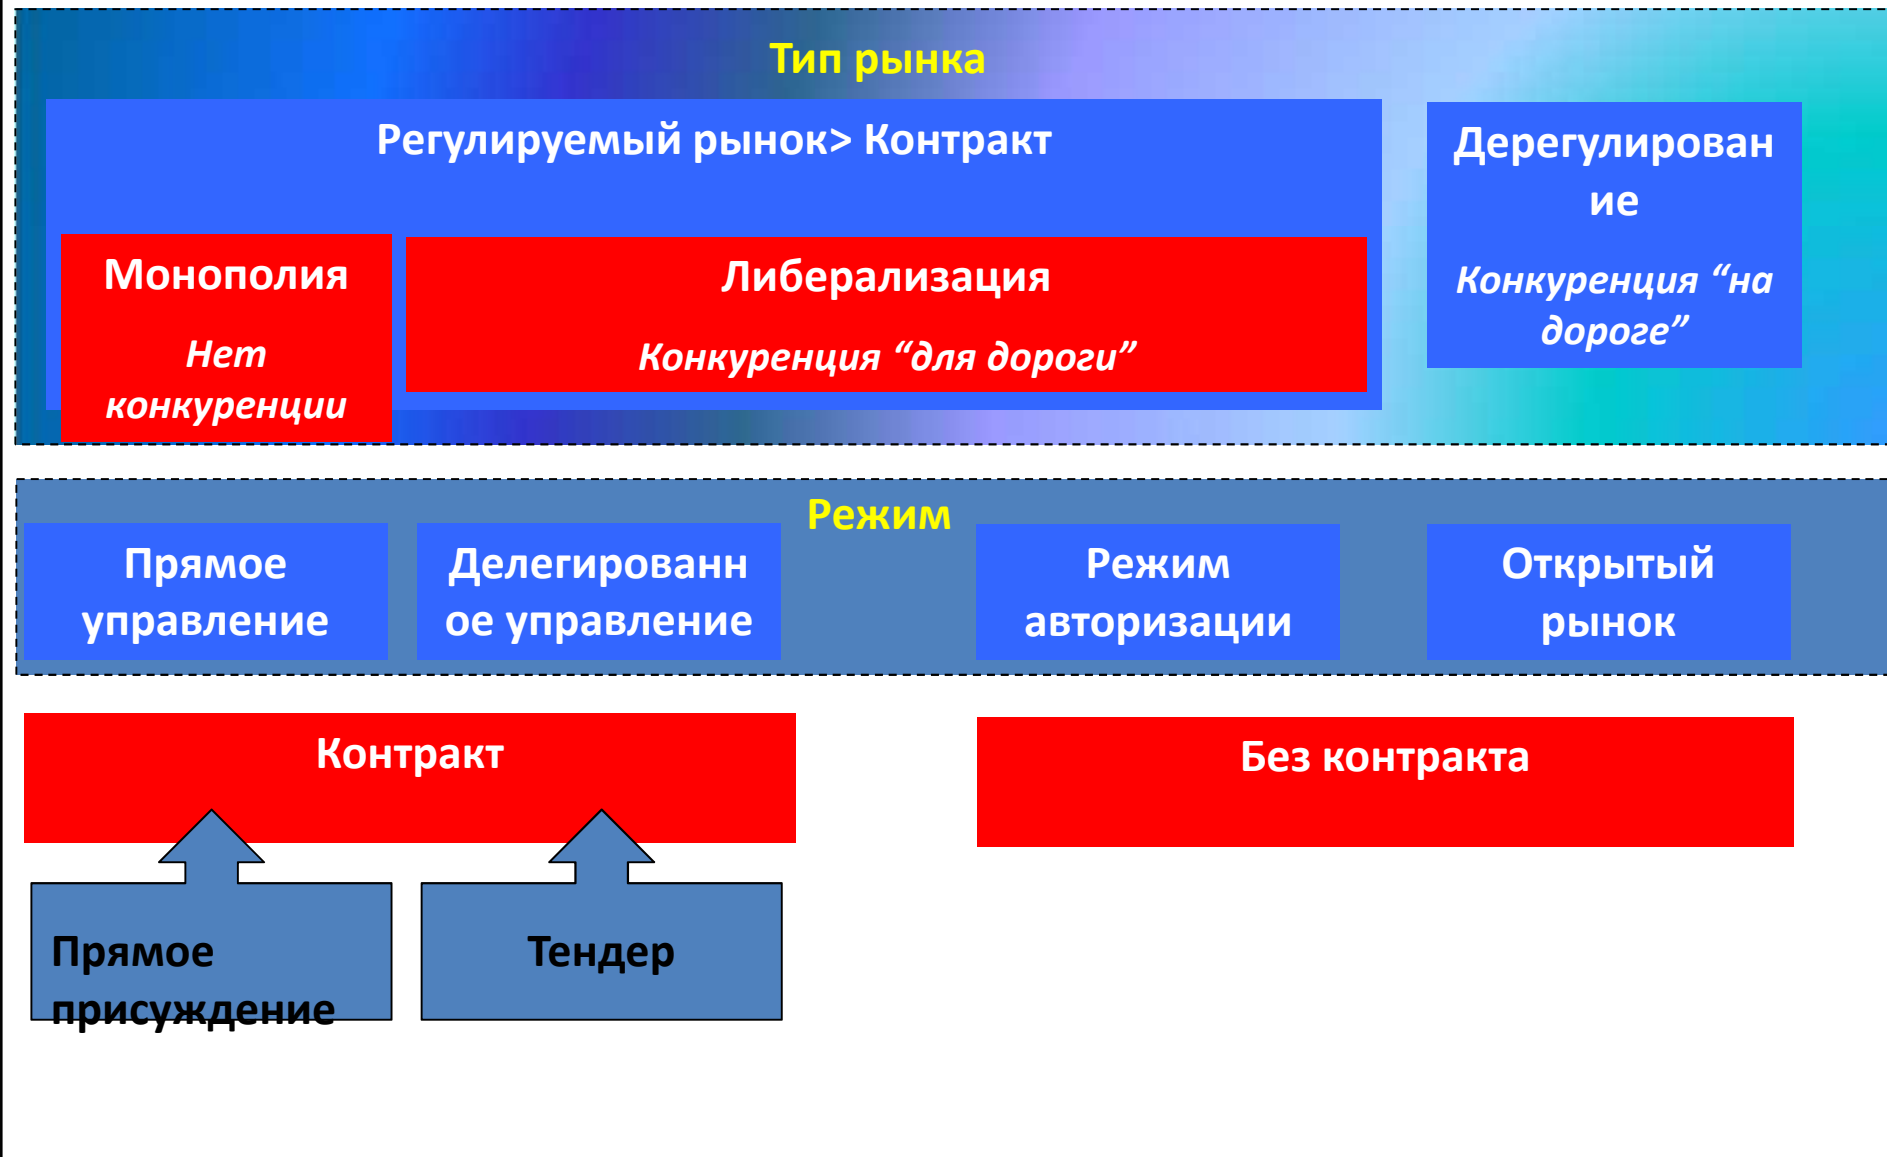 Тип рынка
Регулируемый рынок> Контракт
Монополия
Нет
конкуренции
Либерализация
Конкуренция “для дороги”
Дерегулирован
ие
Конкуренция “на
дороге”
Режим
Прямое
управление
Делегированн
ое управление
Режим
авторизации
Открытый
рынок
Контракт
Без контракта
Прямое
присуждение
Тендер